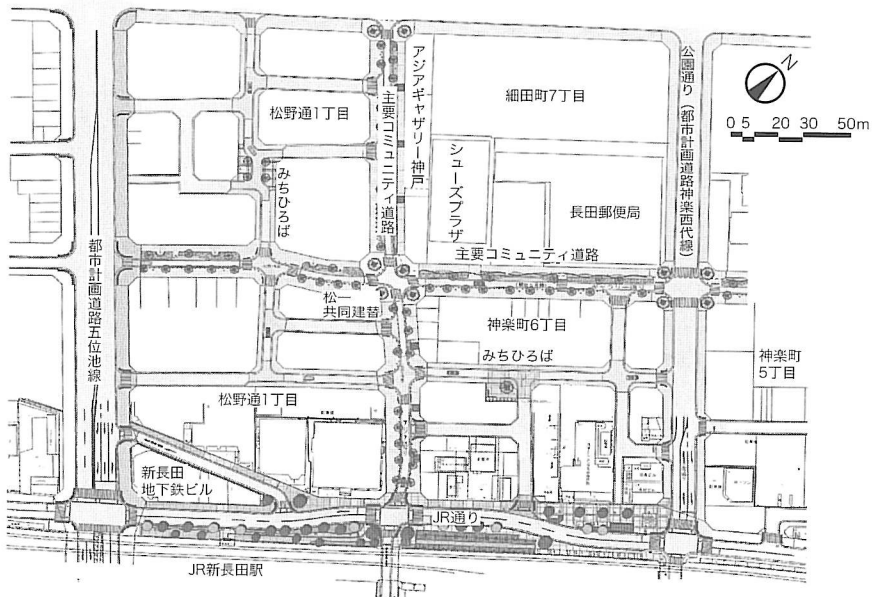 アジアギャザリー神戸
細田町7丁目
公園通り(都市計画道路神楽西代線)
N
0 5 20 30 50m
松野通1丁目
主要コミュニティ道路
みちひろば
シューズプラザ
長田郵便局
主要コミュニティ道路
都市計画道路五位池線
松一
共同建替
神楽町6丁目
みちひろば
神楽町
5丁目
松野通1丁目
新長田
地下鉄ビル
JR通り
JR新長田駅